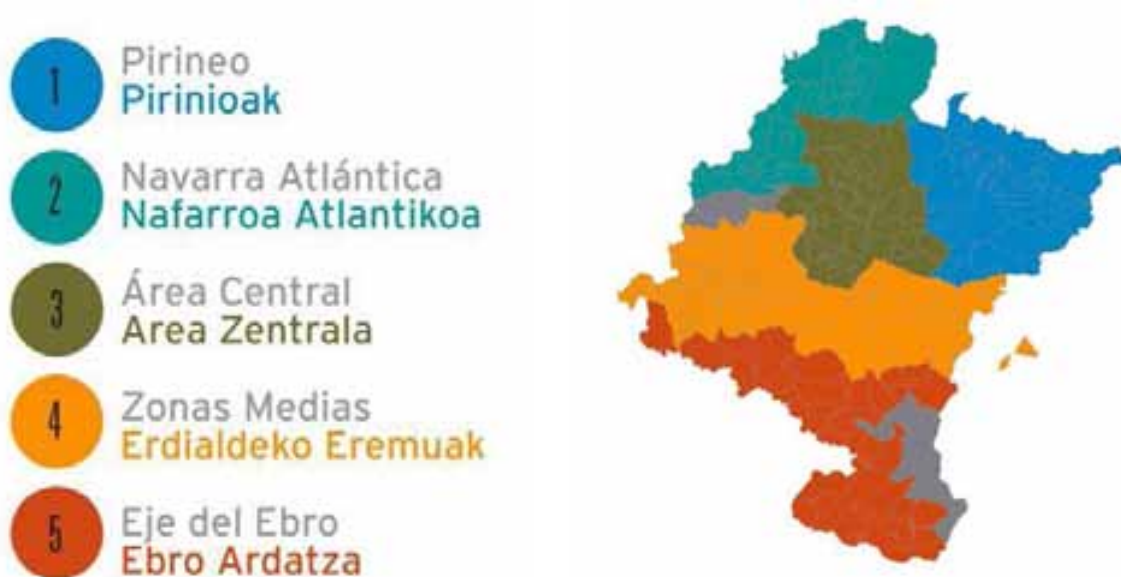 1
Pirineo
Pirinioak
2
Navarra Atlántica
Nafarroa Atlantikoa
3
Área Central
Area Zentrala
4
Zonas Medias
Erdialdeko Eremuak
5
Eje del Ebro
Ebro Ardatza